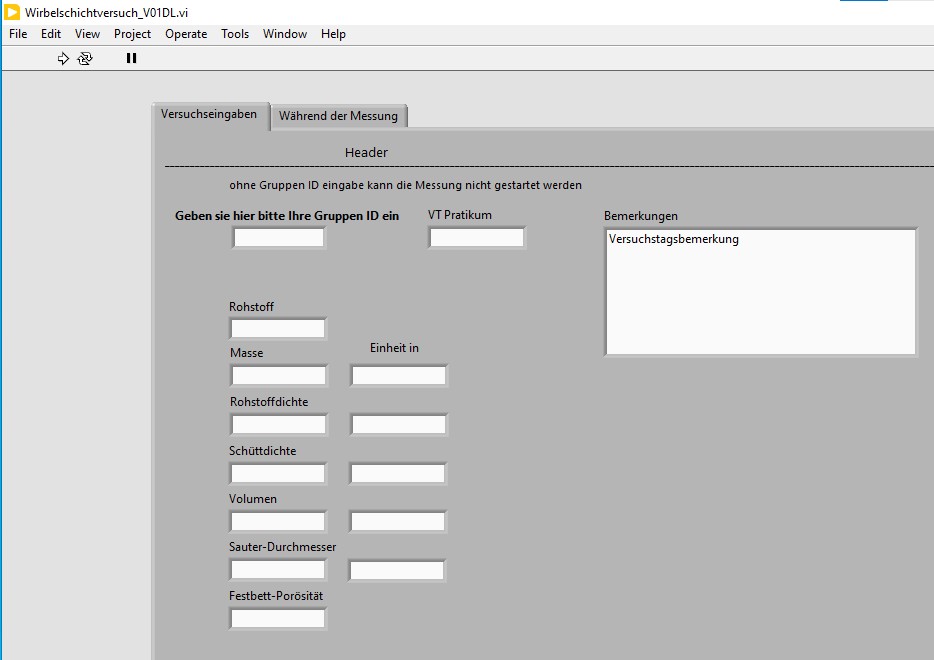 Wirbelschichtversuch_V01DL.vi
File Edit View Project Operate Tools Window Help
Versuchseingaben Während der Messung
Header
ohne Gruppen ID eingabe kann die Messung nicht gestartet werden
Geben sie hier bitte Ihre Gruppen ID ein VT Pratikum Bemerkungen
Versuchstagsbemerkung
Rohstoff
Masse Einheit in
Rohstoffdichte
Schüttdichte
Volumen
Sauter-Durchmesser
Festbett-Porösität